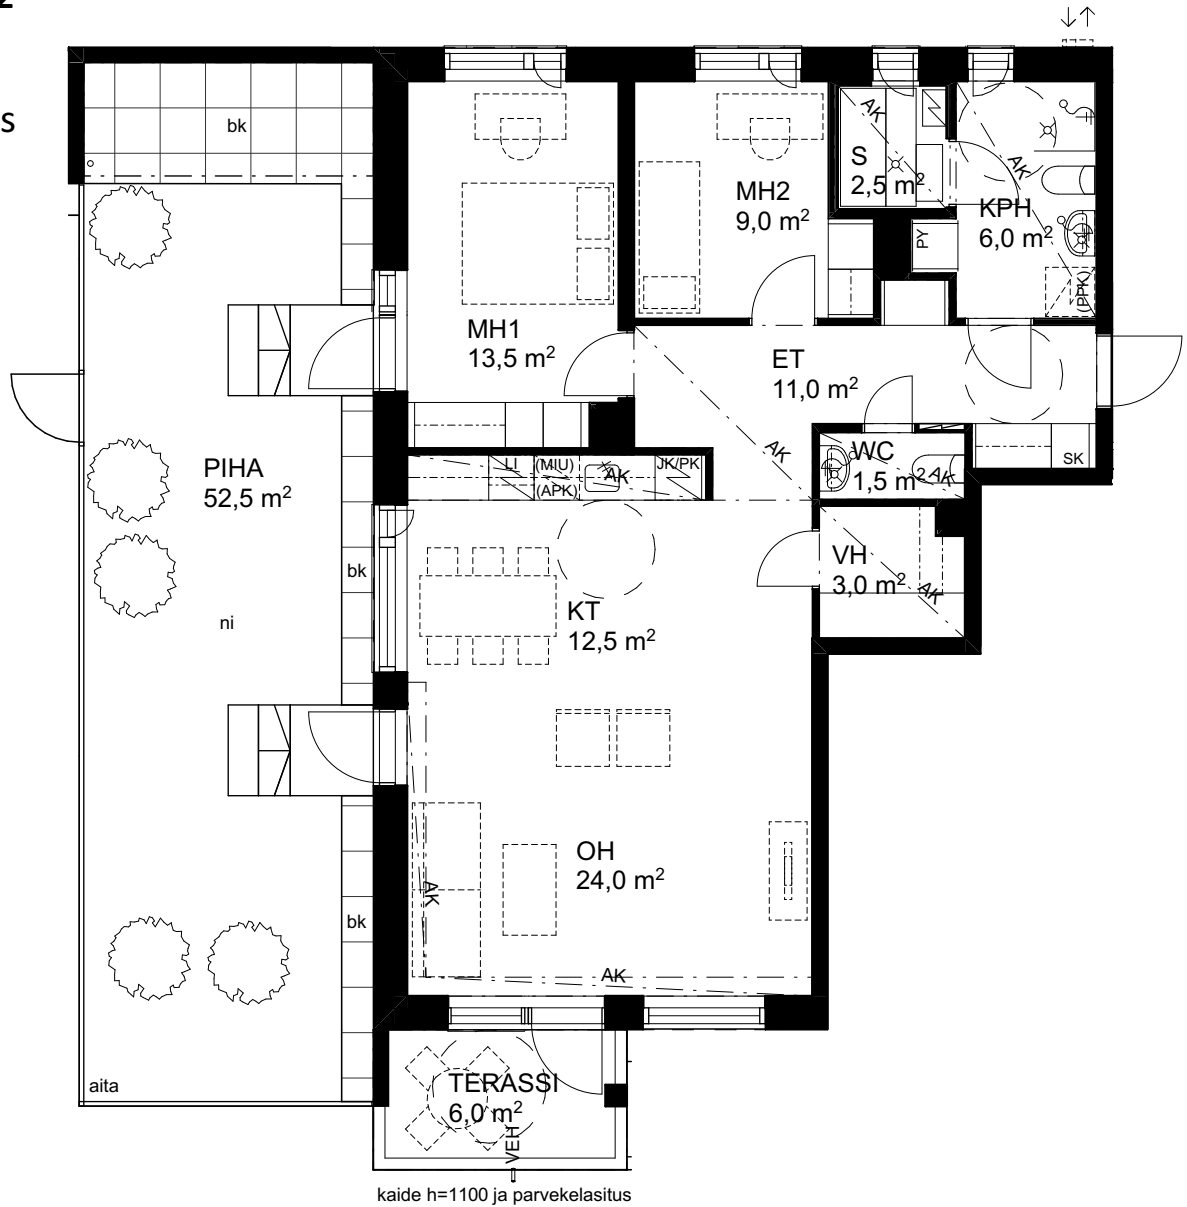 2
s
bk
AK
S
2,5 m²
AK
MH2
9,0 m²
KPH
6,0 m²
PY
(PPK)
MH1
13,5 m²
ET
11,0 m²
AK
WC
1,5 m²
AK
SK
LI
(MIU)
(APK)
AK
JK/PK
PIHA
52,5 m²
VH
3,0 m²
AK
bk
KT
12,5 m²
ni
OH
24,0 m²
AK
bk
AK
TERASSI
6,0 m²
VEH
aita
kaide h=1100 ja parvekelasitus